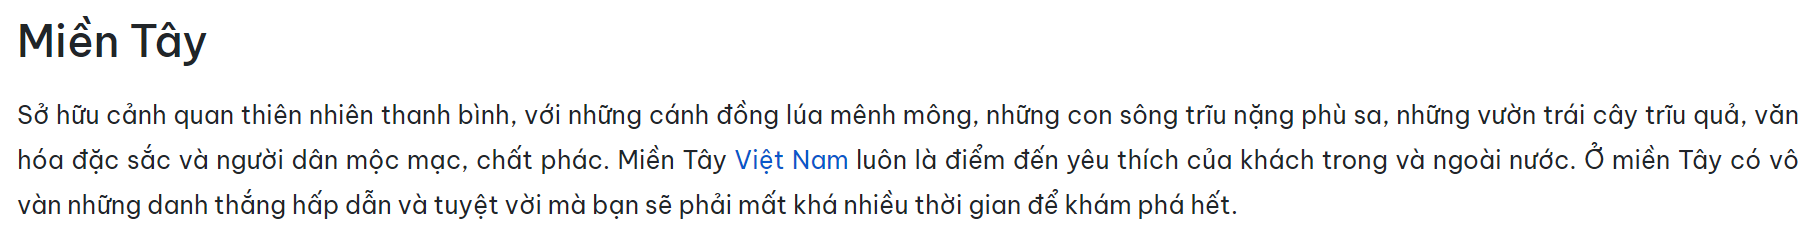 Miền Tây
Sở hữu cảnh quan thiên nhiên thanh bình, với những cánh đồng lúa mênh mông, những con sông trĩu nặng phù sa, những vườn trái cây trĩu quả, văn
hóa đặc sắc và người dân mộc mạc, chất phác. Miền Tây Việt Nam luôn là điểm đến yêu thích của khách trong và ngoài nước. Ở miền Tây có vô
vàn những danh thắng hấp dẫn và tuyệt vời mà bạn sẽ phải mất khá nhiều thời gian để khám phá hết.